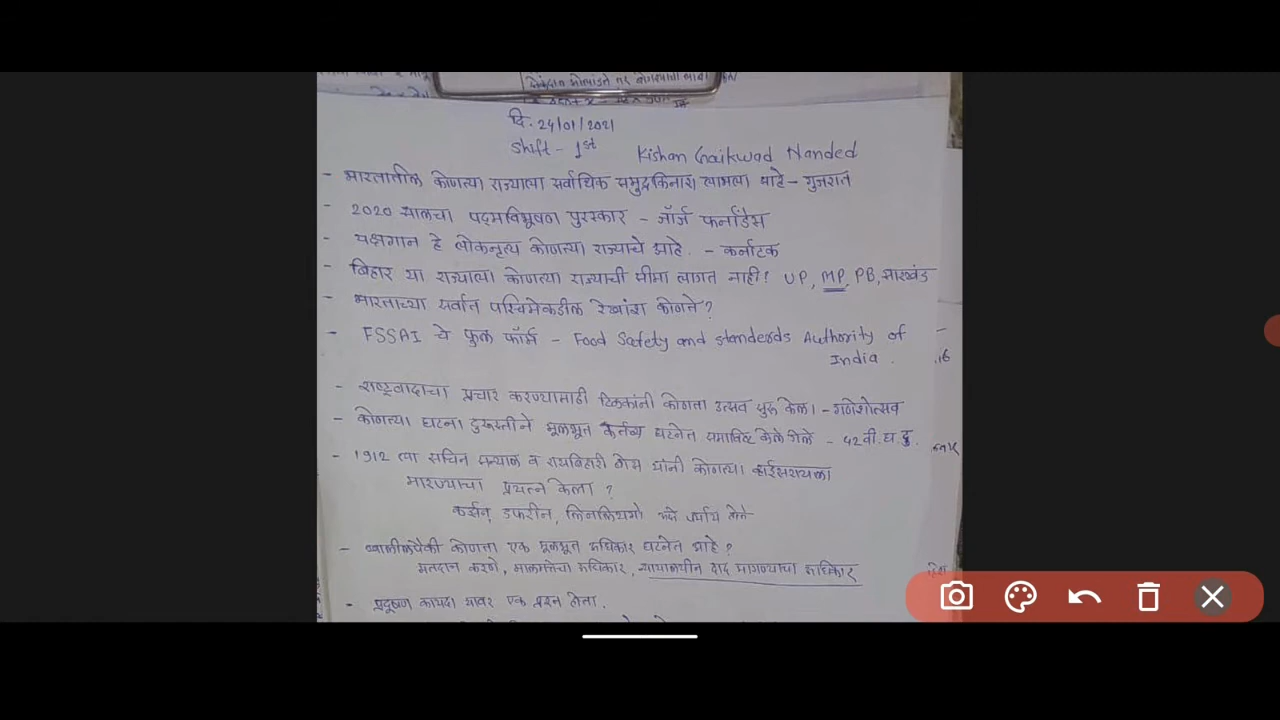 दि. 24/01/2021
Shift - 1st
Kishan Gaikwad Nanded
- भारतातील कोणत्या राज्याला सर्वाधिक समुद्रकिनारा लाभला आहे - गुजरात
- 2020 सालचा पद्मविभूषण पुरस्कार - जॉर्ज फर्नांडिस
- यक्षगान हे लोकनृत्य कोणत्या राज्याचे आहे. - कर्नाटक
- बिहार या राज्याला कोणत्या राज्याची सीमा लागत नाही? UP, MP, PB, झारखंड
- भारताच्या सर्वात पश्चिमेकडील रेखांश कोणते?
- FSSAI चे फुल फॉर्म - Food Safety and standerds Authority of
India.
- राष्ट्रवादाचा प्रचार करण्यासाठी टिळकांनी कोणता उत्सव सुरु केला - गणेशोत्सव
- कोणत्या घटना दुरुस्तीने मूलभूत कर्तव्य घटनेत समाविष्ट केले गेले - 42 वी. घ. दु.
- 1912 ला सचिन सन्याल व रासबिहारी बोस यांनी कोणत्या व्हाईसरायला
मारण्याचा प्रयत्न केला ?
कर्झन, डफरीन, लिनलिथगो असे पर्याय होते
- खालीलपैकी कोणता एक मूलभूत अधिकार घटनेत आहे?
मतदान करणे, मालमत्तेचा अधिकार, न्यायालयीन दाद मागण्याचा अधिकार
- प्रदूषण कायदा यावर एक प्रश्न होता.